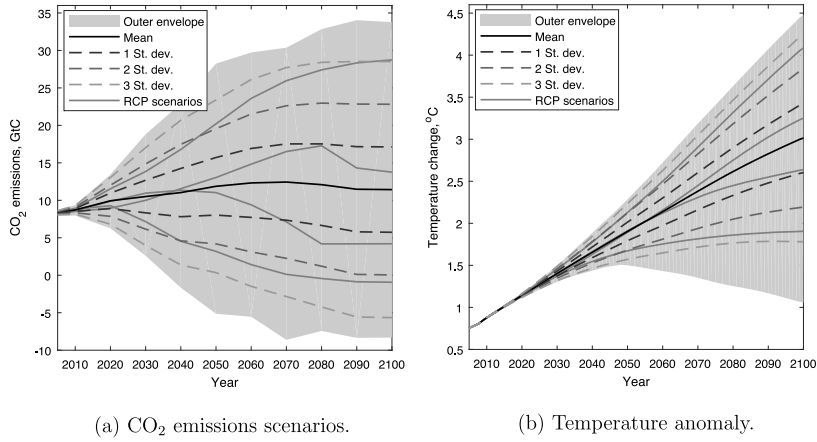 Outer envelope
Mean
1 St. dev.
2 St. dev.
3 St. dev.
RCP scenarios
35
30
25
20
15
10
5
0
-5
-10
CO2 emissions, GtC
2010 2020 2030 2040 2050 2060 2070 2080 2090 2100
Year
(a) CO2 emissions scenarios.
Outer envelope
Mean
1 St. dev.
2 St. dev.
3 St. dev.
RCP scenarios
4.5
4
3.5
3
2.5
2
1.5
1
0.5
Temperature change, °C
2010 2020 2030 2040 2050 2060 2070 2080 2090 2100
Year
(b) Temperature anomaly.